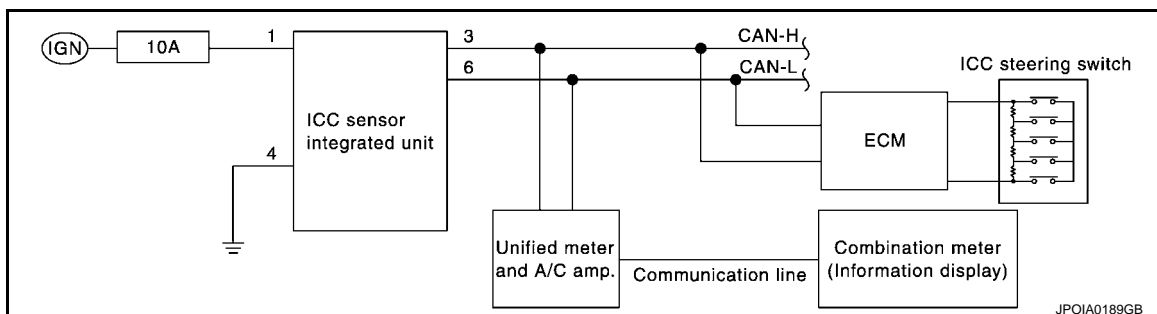 IGN
10A
1
3
CAN-H
6
CAN-L
ICC steering switch
ICC sensor
integrated unit
4
ECM
Unified meter
and A/C amp.
Communication line
Combination meter
(Information display)
JPOIA0189GB